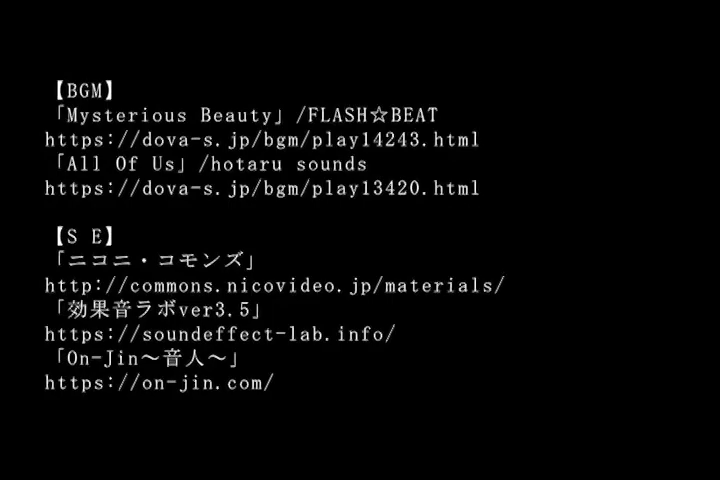 【BGM】
「Mysterious Beauty」/FLASH☆BEAT
https://dova-s.jp/bgm/play14243.html
「All Of Us」/hotaru sounds
https://dova-s.jp/bgm/play13420.html
【S E】
「ニコニ・コモンズ」
http://commons.nicovideo.jp/materials/
「効果音ラボver3.5」
https://soundeffect-lab.info/
「On-Jin～音人～」
https://on-jin.com/